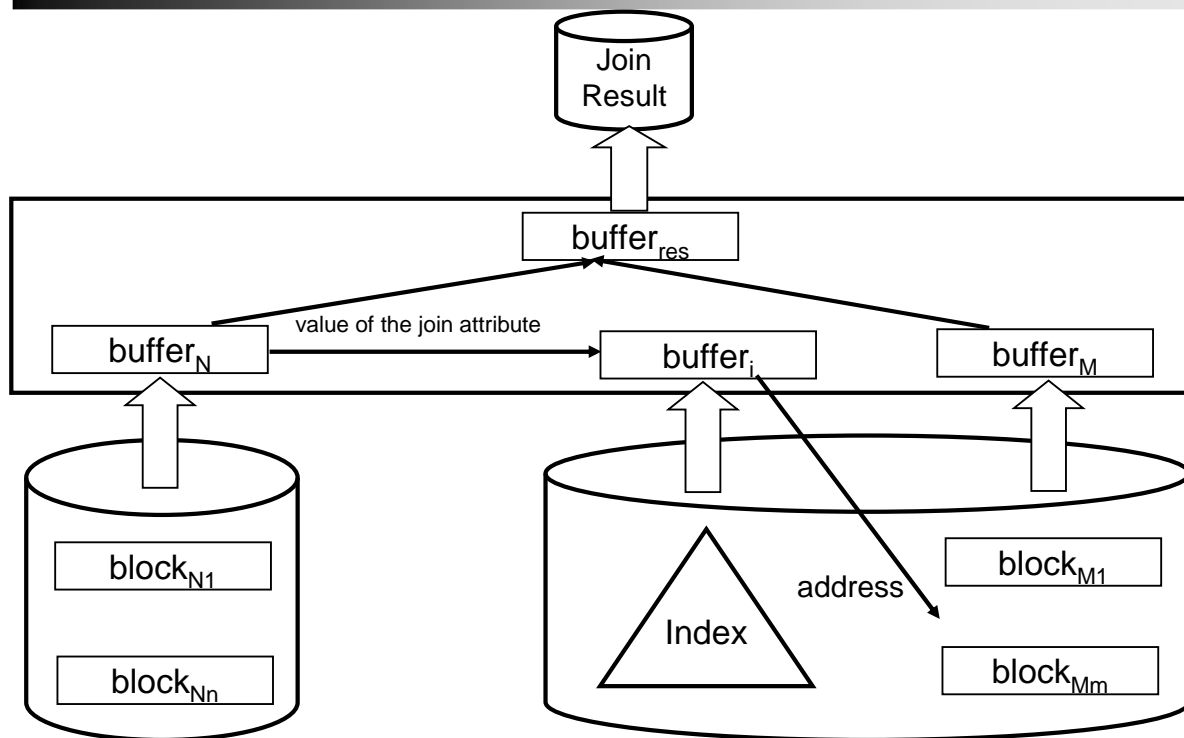 Join
Result
buffer_res
value of the join attribute
buffer_N
buffer_i
buffer_M
block_N1
block_M1
address
Index
block_Nn
block_Mm